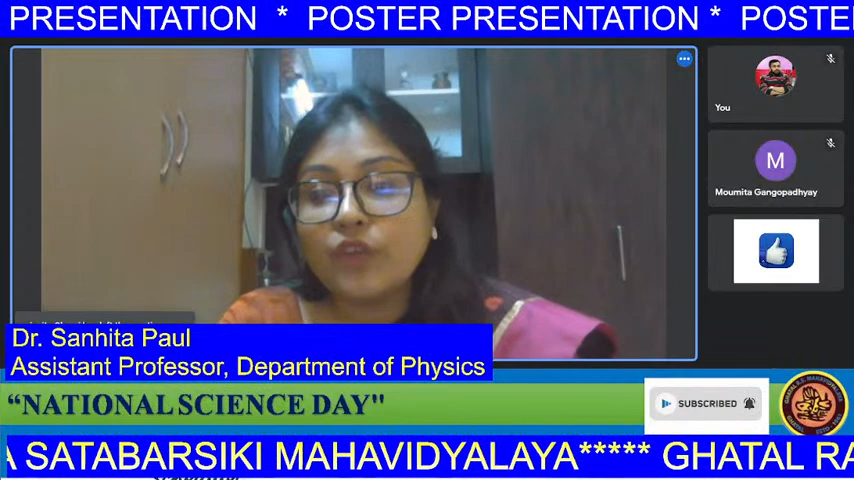 PRESENTATION * POSTER PRESENTATION * POSTE
You
M
Moumita Gangopadhyay
Dr. Sanhita Paul
Assistant Professor, Department of Physics
“NATIONAL SCIENCE DAY"
SUBSCRIBED
A SATABARSIKI MAHAVIDYALAYA***** GHATAL RA